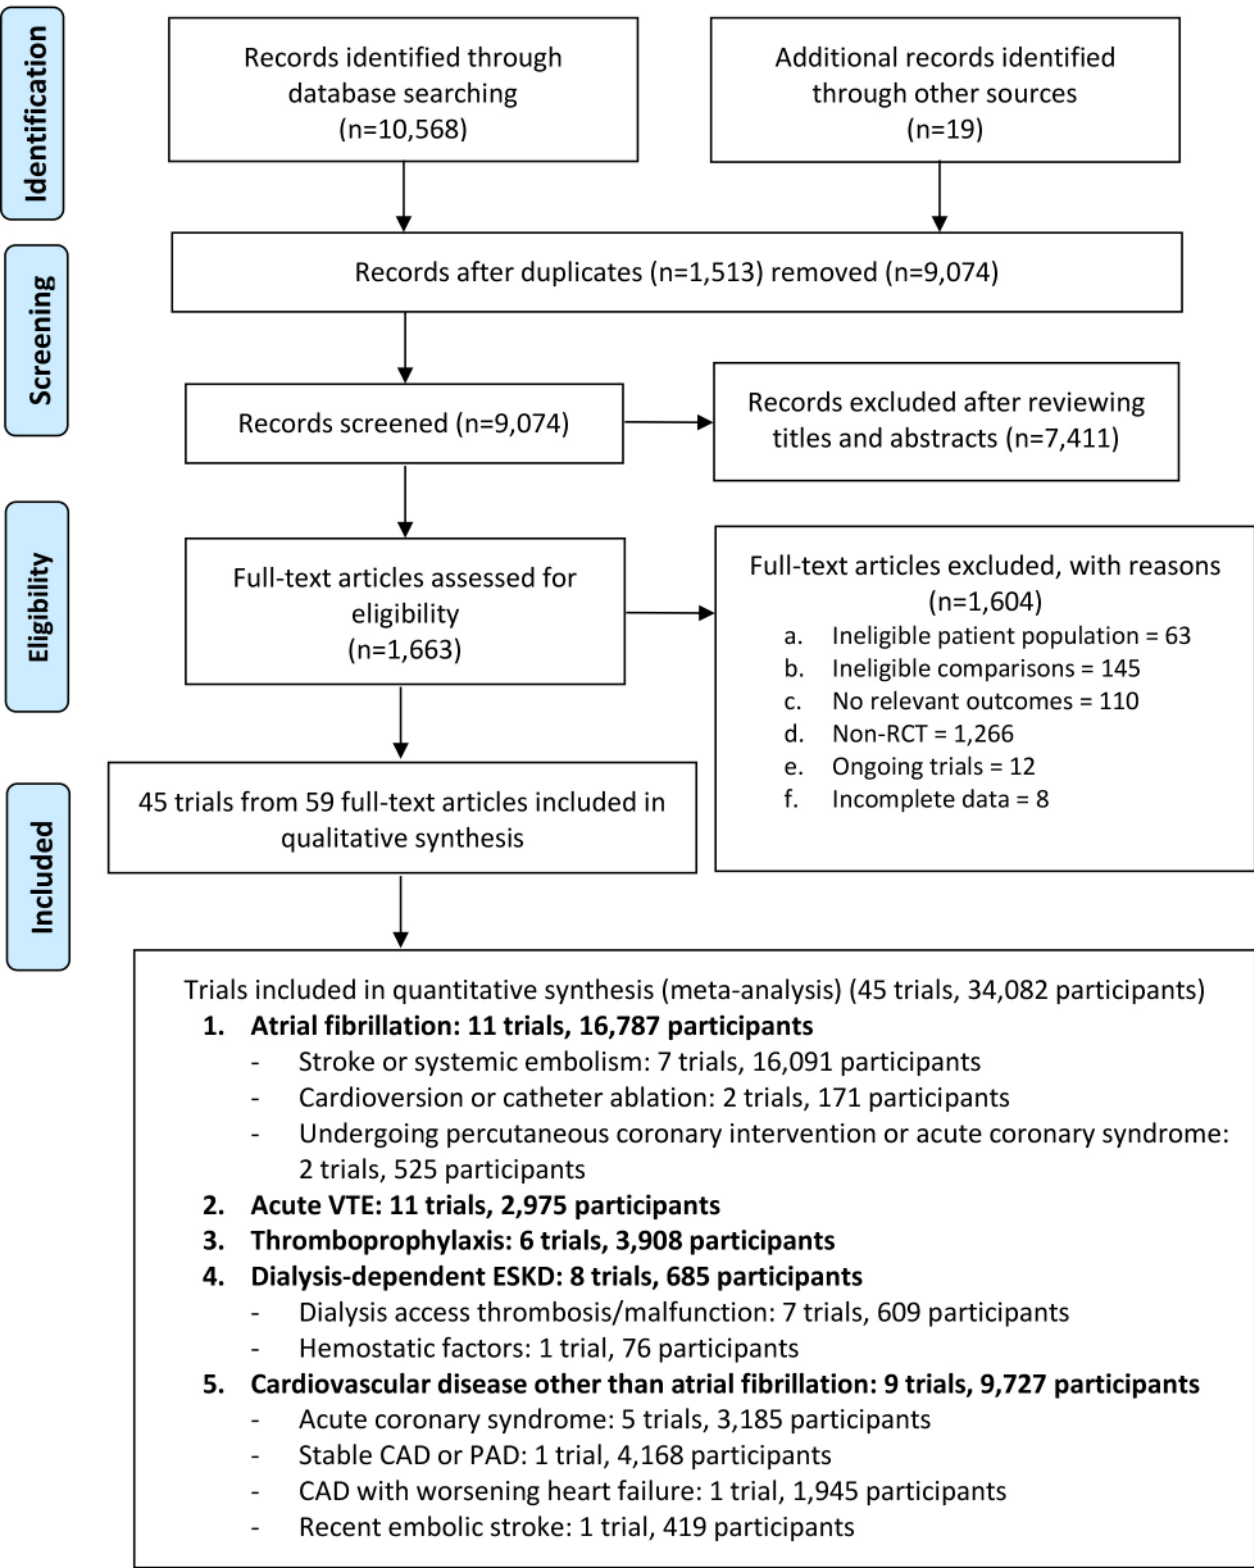 Identification
Records identified through
database searching
(n=10,568)
Additional records identified
through other sources
(n=19)
Screening
Records after duplicates (n=1,513) removed (n=9,074)
Records screened (n=9,074)
Records excluded after reviewing
titles and abstracts (n=7,411)
Eligibility
Full-text articles assessed for
eligibility
(n=1,663)
Full-text articles excluded, with reasons
(n=1,604)
a. Ineligible patient population = 63
b. Ineligible comparisons = 145
c. No relevant outcomes = 110
d. Non-RCT = 1,266
e. Ongoing trials = 12
f. Incomplete data = 8
Included
45 trials from 59 full-text articles included in
qualitative synthesis
Trials included in quantitative synthesis (meta-analysis) (45 trials, 34,082 participants)
1. Atrial fibrillation: 11 trials, 16,787 participants
- Stroke or systemic embolism: 7 trials, 16,091 participants
- Cardioversion or catheter ablation: 2 trials, 171 participants
- Undergoing percutaneous coronary intervention or acute coronary syndrome:
2 trials, 525 participants
2. Acute VTE: 11 trials, 2,975 participants
3. Thromboprophylaxis: 6 trials, 3,908 participants
4. Dialysis-dependent ESKD: 8 trials, 685 participants
- Dialysis access thrombosis/malfunction: 7 trials, 609 participants
- Hemostatic factors: 1 trial, 76 participants
5. Cardiovascular disease other than atrial fibrillation: 9 trials, 9,727 participants
- Acute coronary syndrome: 5 trials, 3,185 participants
- Stable CAD or PAD: 1 trial, 4,168 participants
- CAD with worsening heart failure: 1 trial, 1,945 participants
- Recent embolic stroke: 1 trial, 419 participants